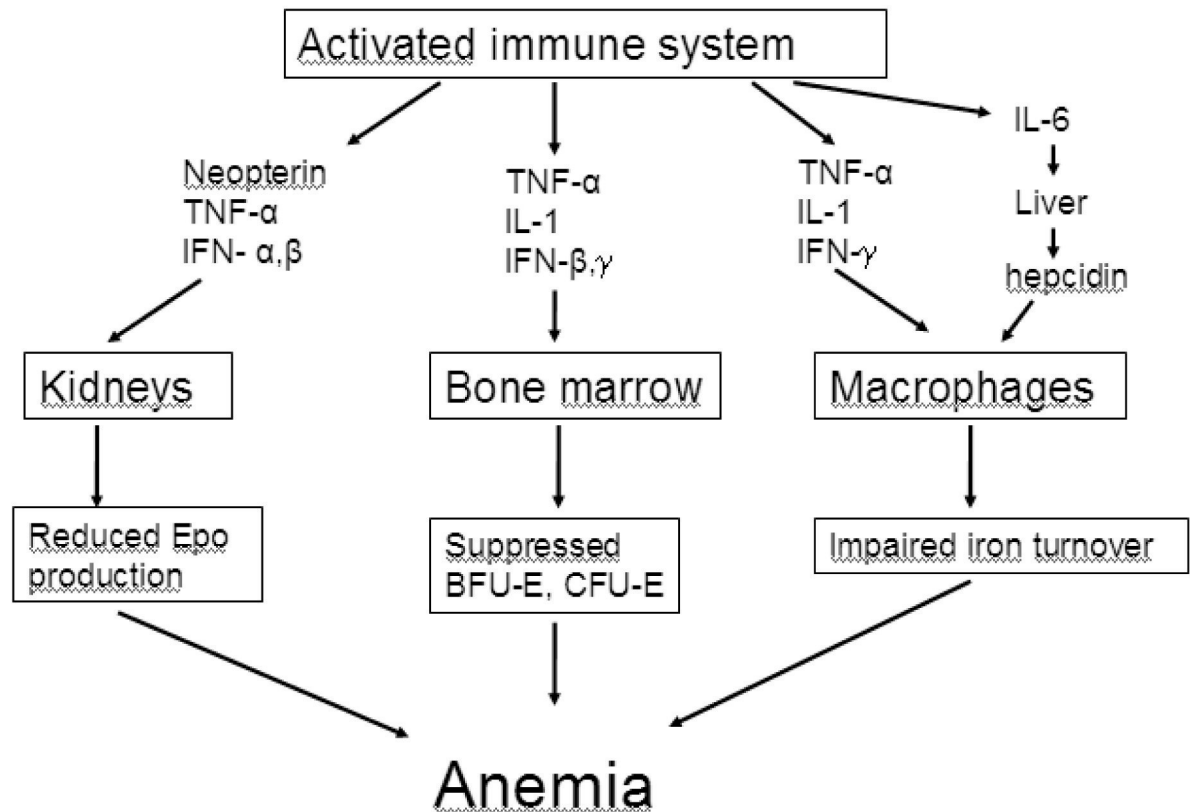 Activated immune system
Neopterin
TNF-α
IFN- α,β
TNF-α
IL-1
IFN-β,γ
TNF-α
IL-1
IFN-γ
IL-6
Liver
hepcidin
Kidneys
Bone marrow
Macrophages
Reduced Epo
production
Suppressed
BFU-E, CFU-E
Impaired iron turnover
Anemia